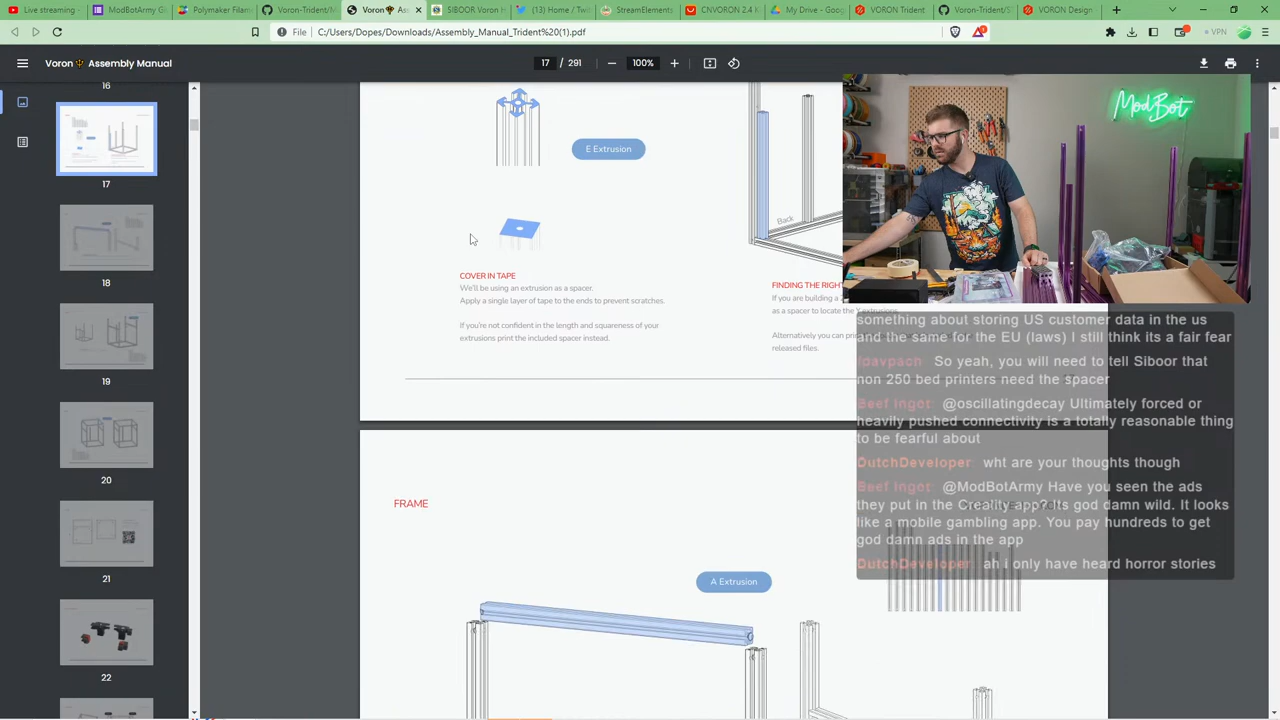 Live streaming
ModBotArmy G
Polymaker Filame
Voron-Trident/M
Voron Ass
SIBOOR Voron
(13) Home / Twi
StreamElements
CNVORON 2.4 K
My Drive - Goog
VORON Trident
Voron-Trident/S
VORON Design
File C:/Users/Dopes/Downloads/Assembly_Manual_Trident%20(1).pdf
VPN
Voron Assembly Manual
17 / 291
100%
16
17
18
19
20
21
22
E Extrusion
Back
COVER IN TAPE
We'll be using an extrusion as a spacer.
Apply a single layer of tape to the ends to prevent scratches.
If you're not confident in the length and squareness of your
extrusions print the included spacer instead.
FINDING THE RIGH
If you are building a
as a spacer to locate the Y extrusions.
Alternatively you can prin
released files.
FRAME
A Extrusion
ModBot
something about storing US customer data in the us
and the same for the EU (laws) I still think its a fair fear
So yeah, you will need to tell Siboor that
non 250 bed printers need the spacer
Beef Ingot: @oscillatingdecay Ultimately forced or
heavily pushed connectivity is a totally reasonable thing
to be fearful about
DutchDeveloper: wht are your thoughts though
Beef Ingot: @ModBotArmy Have you seen the ads
they put in the Creality app? Its god damn wild. It looks
like a mobile gambling app. You pay hundreds to get
god damn ads in the app
DutchDeveloper: ah i only have heard horror stories